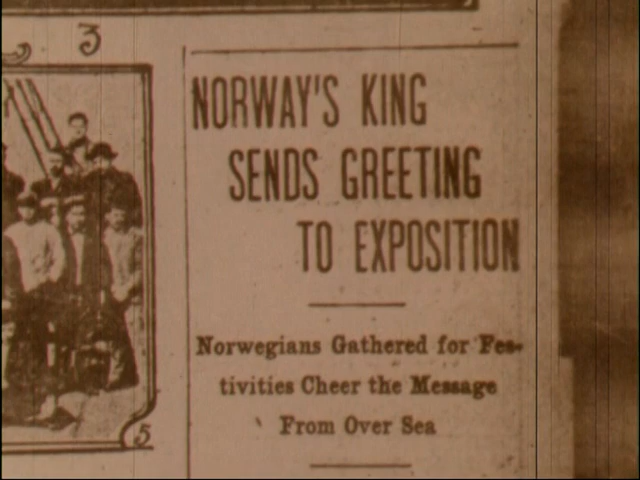 3
NORWAY'S KING
SENDS GREETING
TO EXPOSITION
Norwegians Gathered for Fes-
tivities Cheer the Message
From Over Sea
5